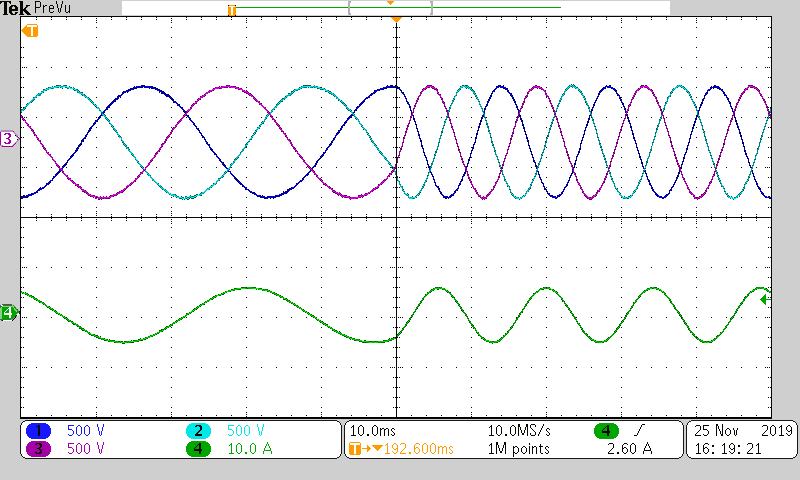 Tek PreVu
T
T
T
3
4
1 500 V 2 500 V
3 500 V 4 10.0 A
10.0ms 10.0MS/s 4
T→▼192.600ms 1M points 2.60 A
25 Nov 2019
16: 19: 21